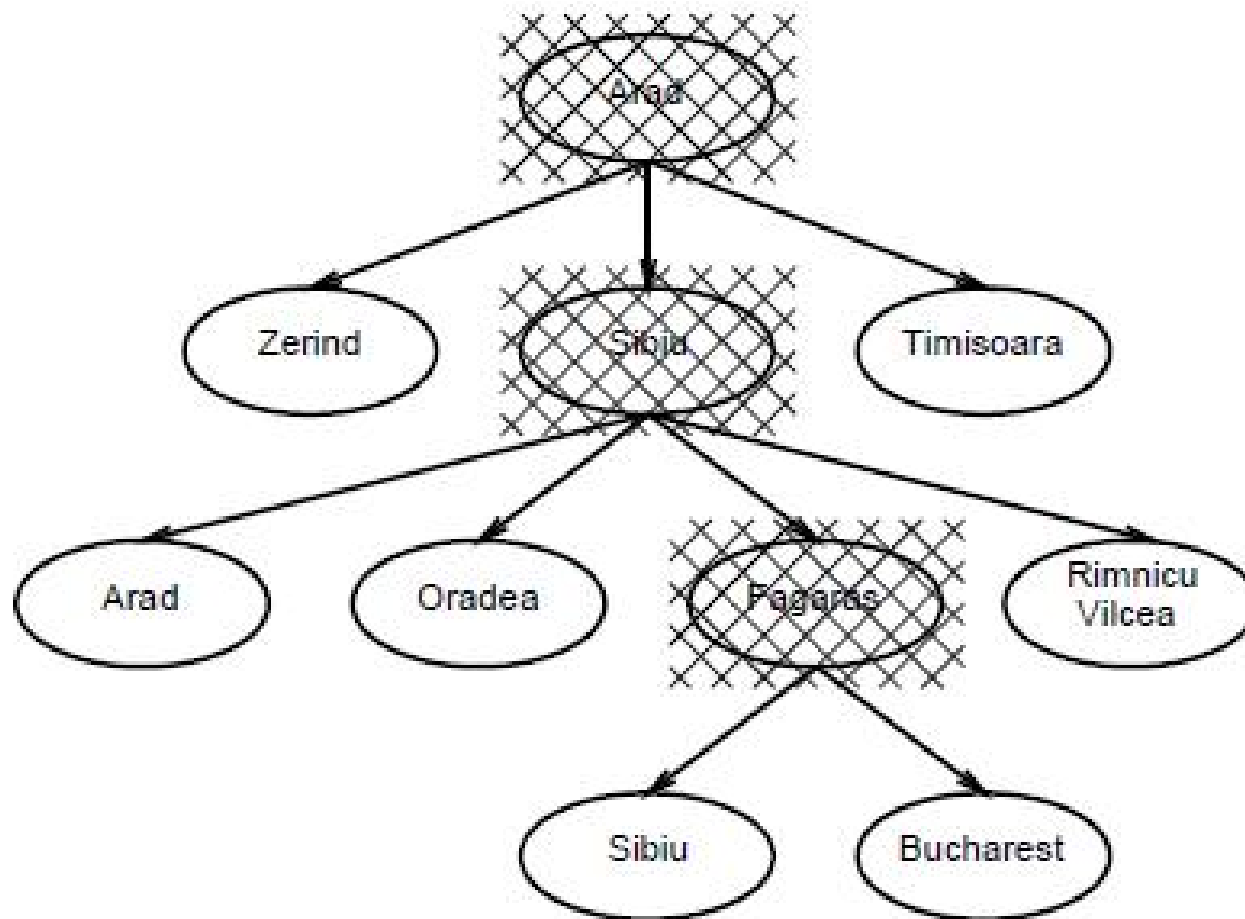 Arad
Zerind
Sibiu
Timisoara
Arad
Oradea
Fagaras
Rimnicu
Vilcea
Sibiu
Bucharest